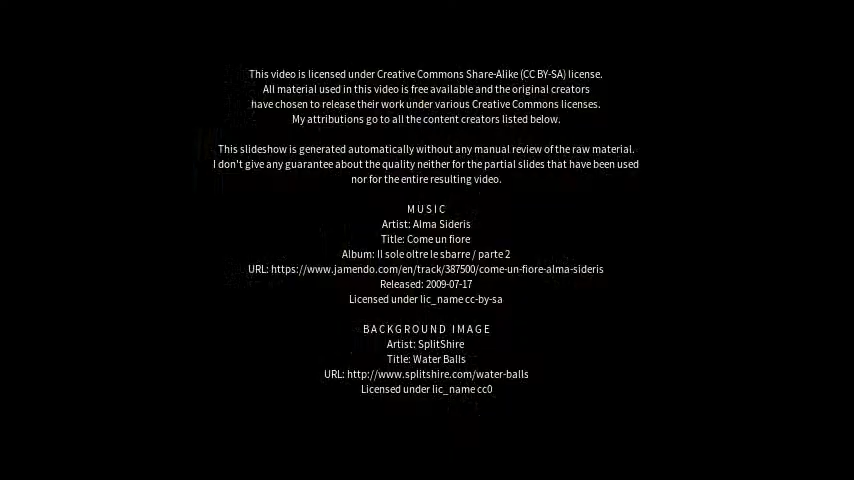 This video is licensed under Creative Commons Share-Alike (CC BY-SA) license.
All material used in this video is free available and the original creators
have chosen to release their work under various Creative Commons licenses.
My attributions go to all the content creators listed below.
This slideshow is generated automatically without any manual review of the raw material.
I don't give any guarantee about the quality neither for the partial slides that have been used
nor for the entire resulting video.
MUSIC
Artist: Alma Sideris
Title: Come un fiore
Album: Il sole oltre le sbarre / parte 2
URL: https://www.jamendo.com/en/track/387500/come-un-fiore-alma-sideris
Released: 2009-07-17
Licensed under lic_name cc-by-sa
BACKGROUND IMAGE
Artist: SplitShire
Title: Water Balls
URL: http://www.splitshire.com/water-balls
Licensed under lic_name cc0